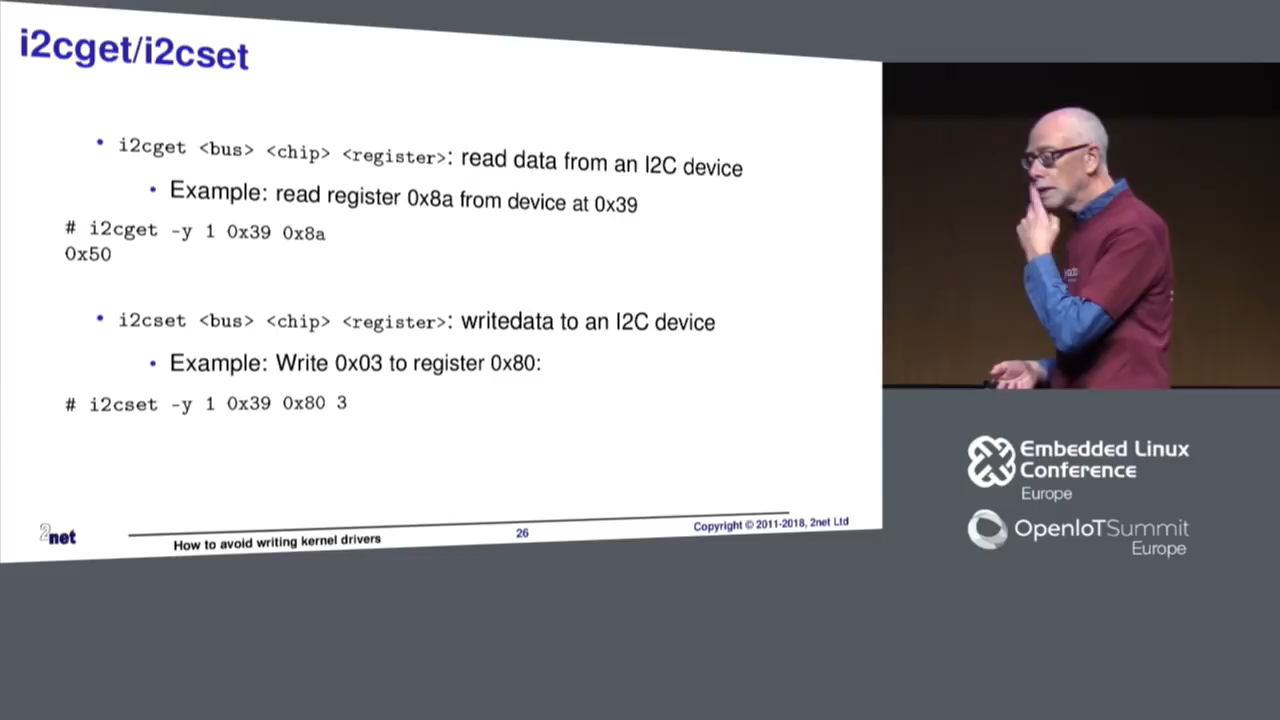 i2cget/i2cset
• i2cget <bus> <chip> <register>: read data from an I2C device
• Example: read register 0x8a from device at 0x39
# i2cget -y 1 0x39 0x8a
0x50
• i2cset <bus> <chip> <register>: writedata to an I2C device
• Example: Write 0x03 to register 0x80:
# i2cset -y 1 0x39 0x80 3
2net
How to avoid writing kernel drivers
26
Copyright © 2011-2018, 2net Ltd
Embedded Linux
Conference
Europe
OpenIoTSummit
Europe